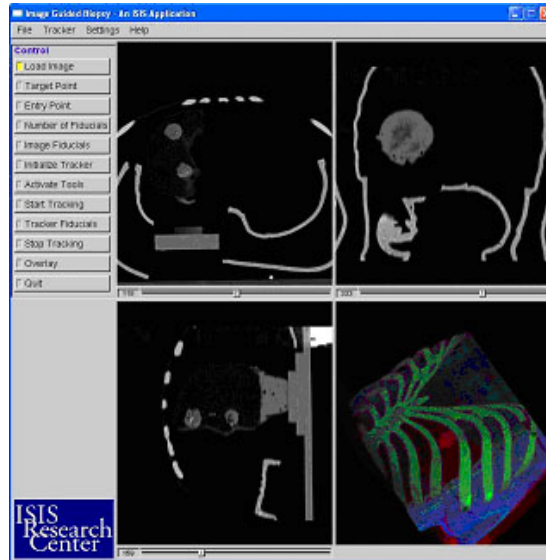 Image Guided Biopsy - An ISIS Application
File Tracker Settings Help
Control
Load Image
Target Point
Entry Point
Number of Fiducials
Image Fiducials
Initialize Tracker
Activate Tools
Start Tracking
Tracker Fiducials
Stop Tracking
Overlay
Quit
ISIS
Research
Center